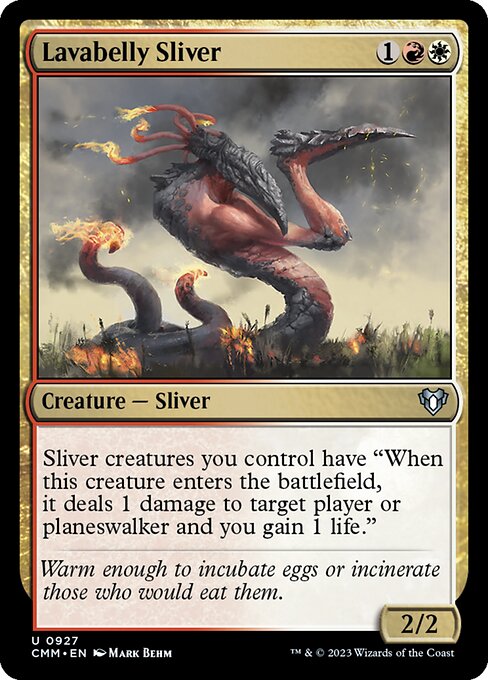 Lavabelly Sliver 1
Creature — Sliver
Sliver creatures you control have “When
this creature enters the battlefield,
it deals 1 damage to target player or
planeswalker and you gain 1 life.”
Warm enough to incubate eggs or incinerate
those who would eat them.
2/2
U 0927
CMM • EN Mark Behm
™ & © 2023 Wizards of the Coast